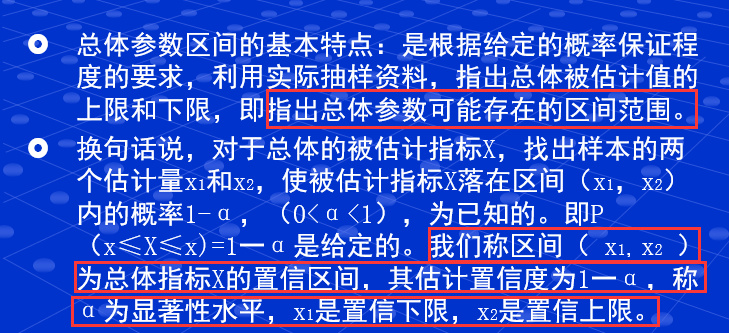 总体参数区间的基本特点：是根据给定的概率保证程
度的要求，利用实际抽样资料，指出总体被估计值的
上限和下限，即指出总体参数可能存在的区间范围。
换句话说，对于总体的被估计指标X，找出样本的两
个估计量x1和x2，使被估计指标X落在区间（x1，x2）
内的概率1-α，（0<α<1），为已知的。即P
（x≤X≤x)=1一α是给定的。我们称区间（ x1,x2 ）
为总体指标X的置信区间，其估计置信度为1一α，称
α为显著性水平，x1是置信下限，x2是置信上限。